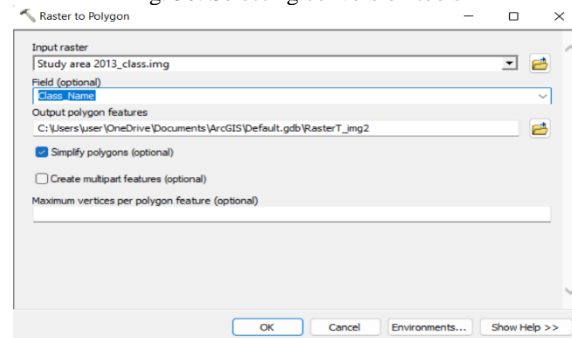 Raster to Polygon
Input raster
Study area 2013_class.img
Field (optional)
Class_Name
Output polygon features
C:\Users\user\OneDrive\Documents\ArcGIS\Default.gdb\RasterT_img2
Simplify polygons (optional)
Create multipart features (optional)
Maximum vertices per polygon feature (optional)
OK Cancel Environments... Show Help >>